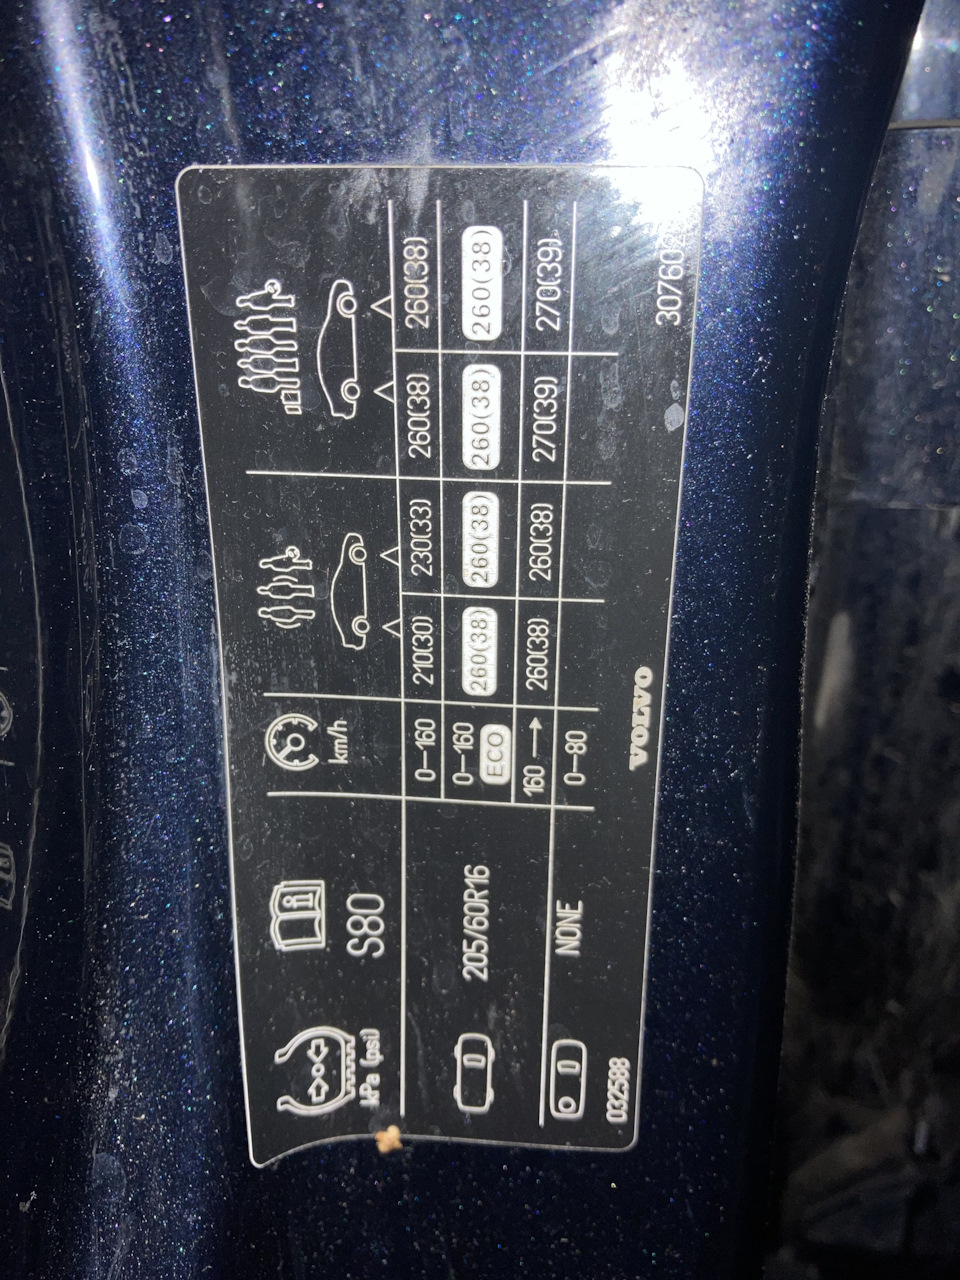 kPa (psi) S80 km/h
0–160 210(30) 230(33) 260(38) 260(38)
205/60R16 0–160 ECO 260(38) 260(38) 260(38) 260(38)
160 → 260(38) 260(38) 270(39) 270(39)
NONE 0–80
032588 VOLVO